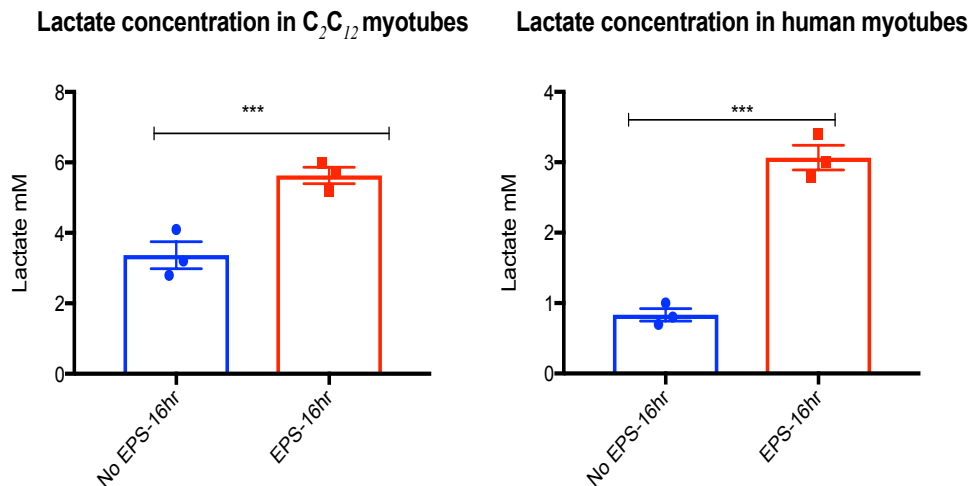 Lactate concentration in C₂C₁₂ myotubes
Lactate mM
8
6
4
2
0
***
No EPS-16hr
EPS-16hr
Lactate concentration in human myotubes
Lactate mM
4
3
2
1
0
***
No EPS-16hr
EPS-16hr